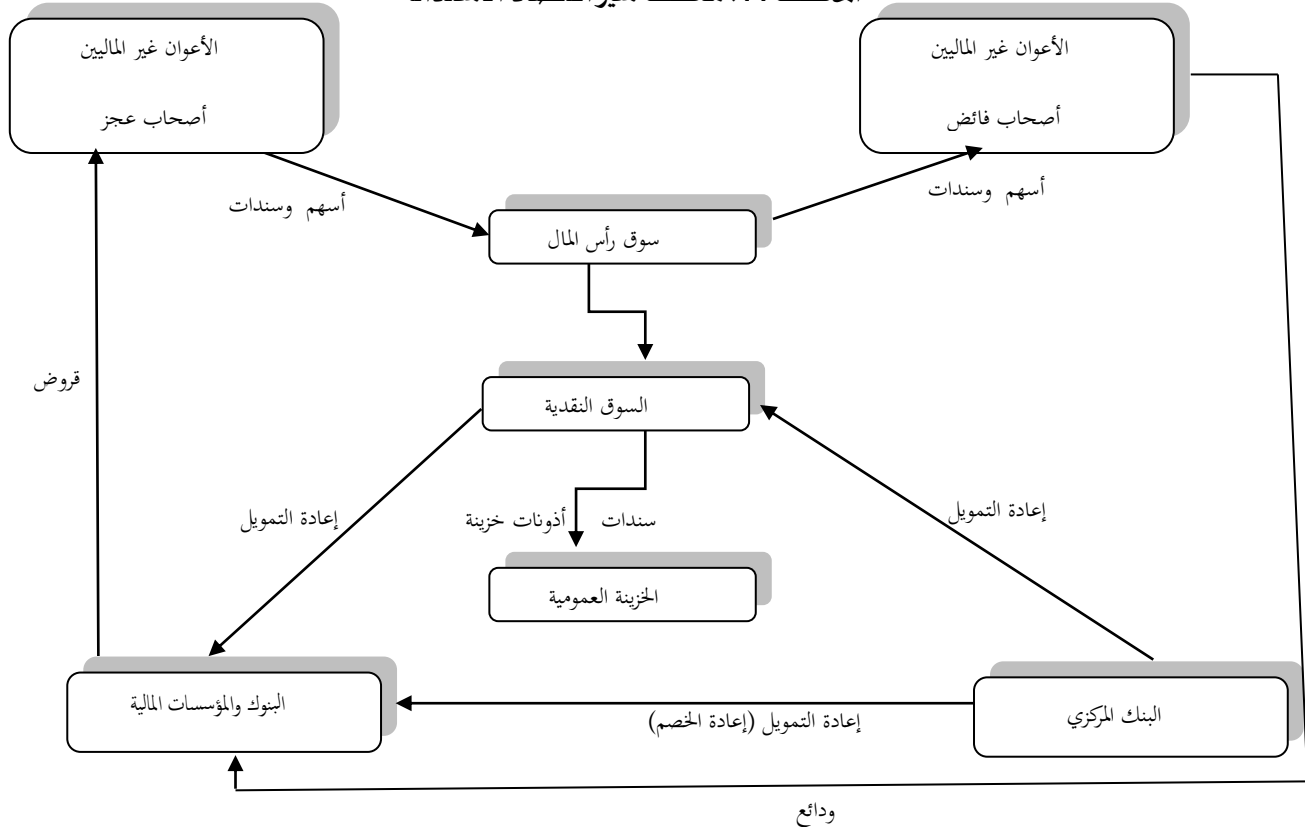 الأعوان غير الماليين
أصحاب فائض
الأعوان غير الماليين
أصحاب عجز
أسهم وسندات
أسهم وسندات
سوق رأس المال
قروض
السوق النقدية
إعادة التمويل
سندات
أذونات خزينة
إعادة التمويل
الخزينة العمومية
البنك المركزي
البنوك والمؤسسات المالية
إعادة التمويل (إعادة الخصم)
ودائع